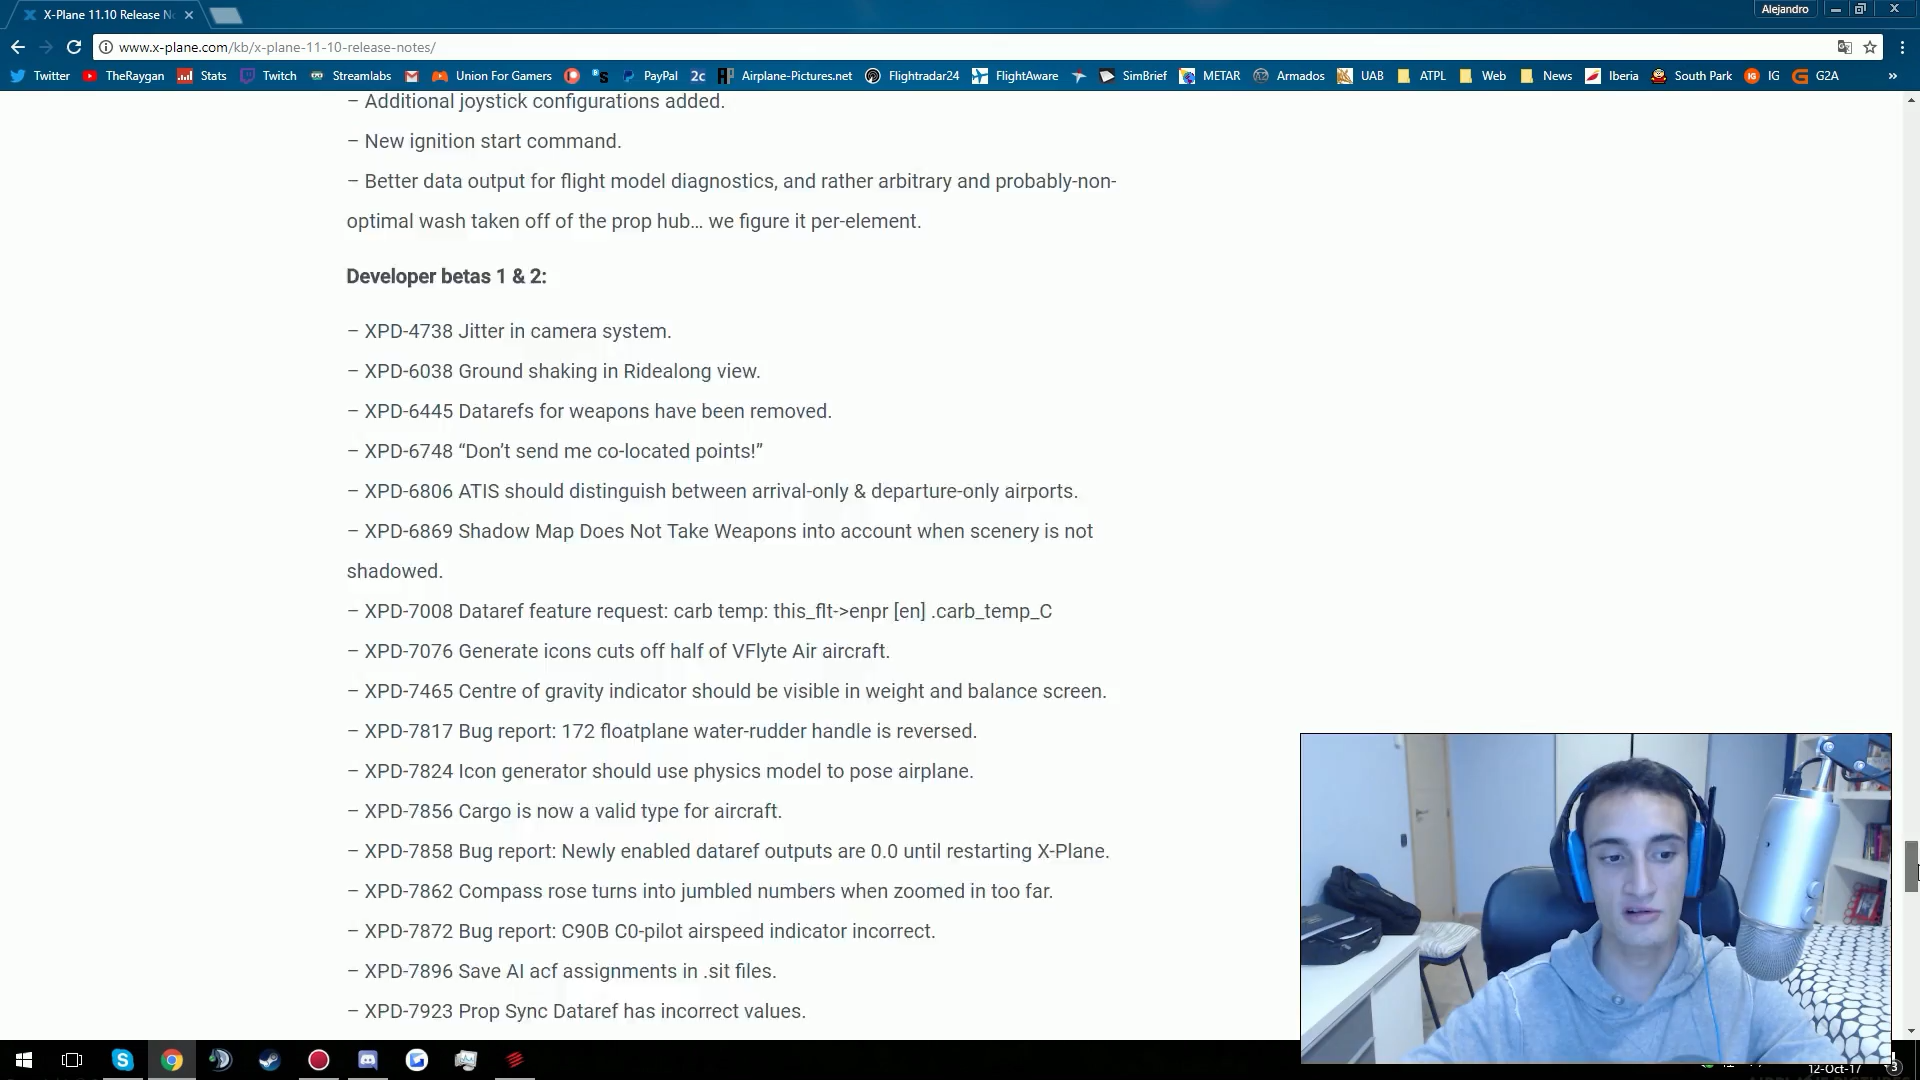 X-Plane 11.10 Release N
Alejandro
www.x-plane.com/kb/x-plane-11-10-release-notes/
Twitter TheRaygan Stats Twitch Streamlabs Union For Gamers PayPal 2c Airplane-Pictures.net Flightradar24 FlightAware SimBrief METAR Armados UAB ATPL Web News Iberia South Park IG G2A »
– Additional joystick configurations added.
– New ignition start command.
– Better data output for flight model diagnostics, and rather arbitrary and probably-non-
optimal wash taken off of the prop hub… we figure it per-element.
Developer betas 1 & 2:
– XPD-4738 Jitter in camera system.
– XPD-6038 Ground shaking in Ridealong view.
– XPD-6445 Datarefs for weapons have been removed.
– XPD-6748 “Don’t send me co-located points!”
– XPD-6806 ATIS should distinguish between arrival-only & departure-only airports.
– XPD-6869 Shadow Map Does Not Take Weapons into account when scenery is not
shadowed.
– XPD-7008 Dataref feature request: carb temp: this_flt->enpr [en] .carb_temp_C
– XPD-7076 Generate icons cuts off half of VFlyte Air aircraft.
– XPD-7465 Centre of gravity indicator should be visible in weight and balance screen.
– XPD-7817 Bug report: 172 floatplane water-rudder handle is reversed.
– XPD-7824 Icon generator should use physics model to pose airplane.
– XPD-7856 Cargo is now a valid type for aircraft.
– XPD-7858 Bug report: Newly enabled dataref outputs are 0.0 until restarting X-Plane.
– XPD-7862 Compass rose turns into jumbled numbers when zoomed in too far.
– XPD-7872 Bug report: C90B C0-pilot airspeed indicator incorrect.
– XPD-7896 Save AI acf assignments in .sit files.
– XPD-7923 Prop Sync Dataref has incorrect values.
12-Oct-17
3